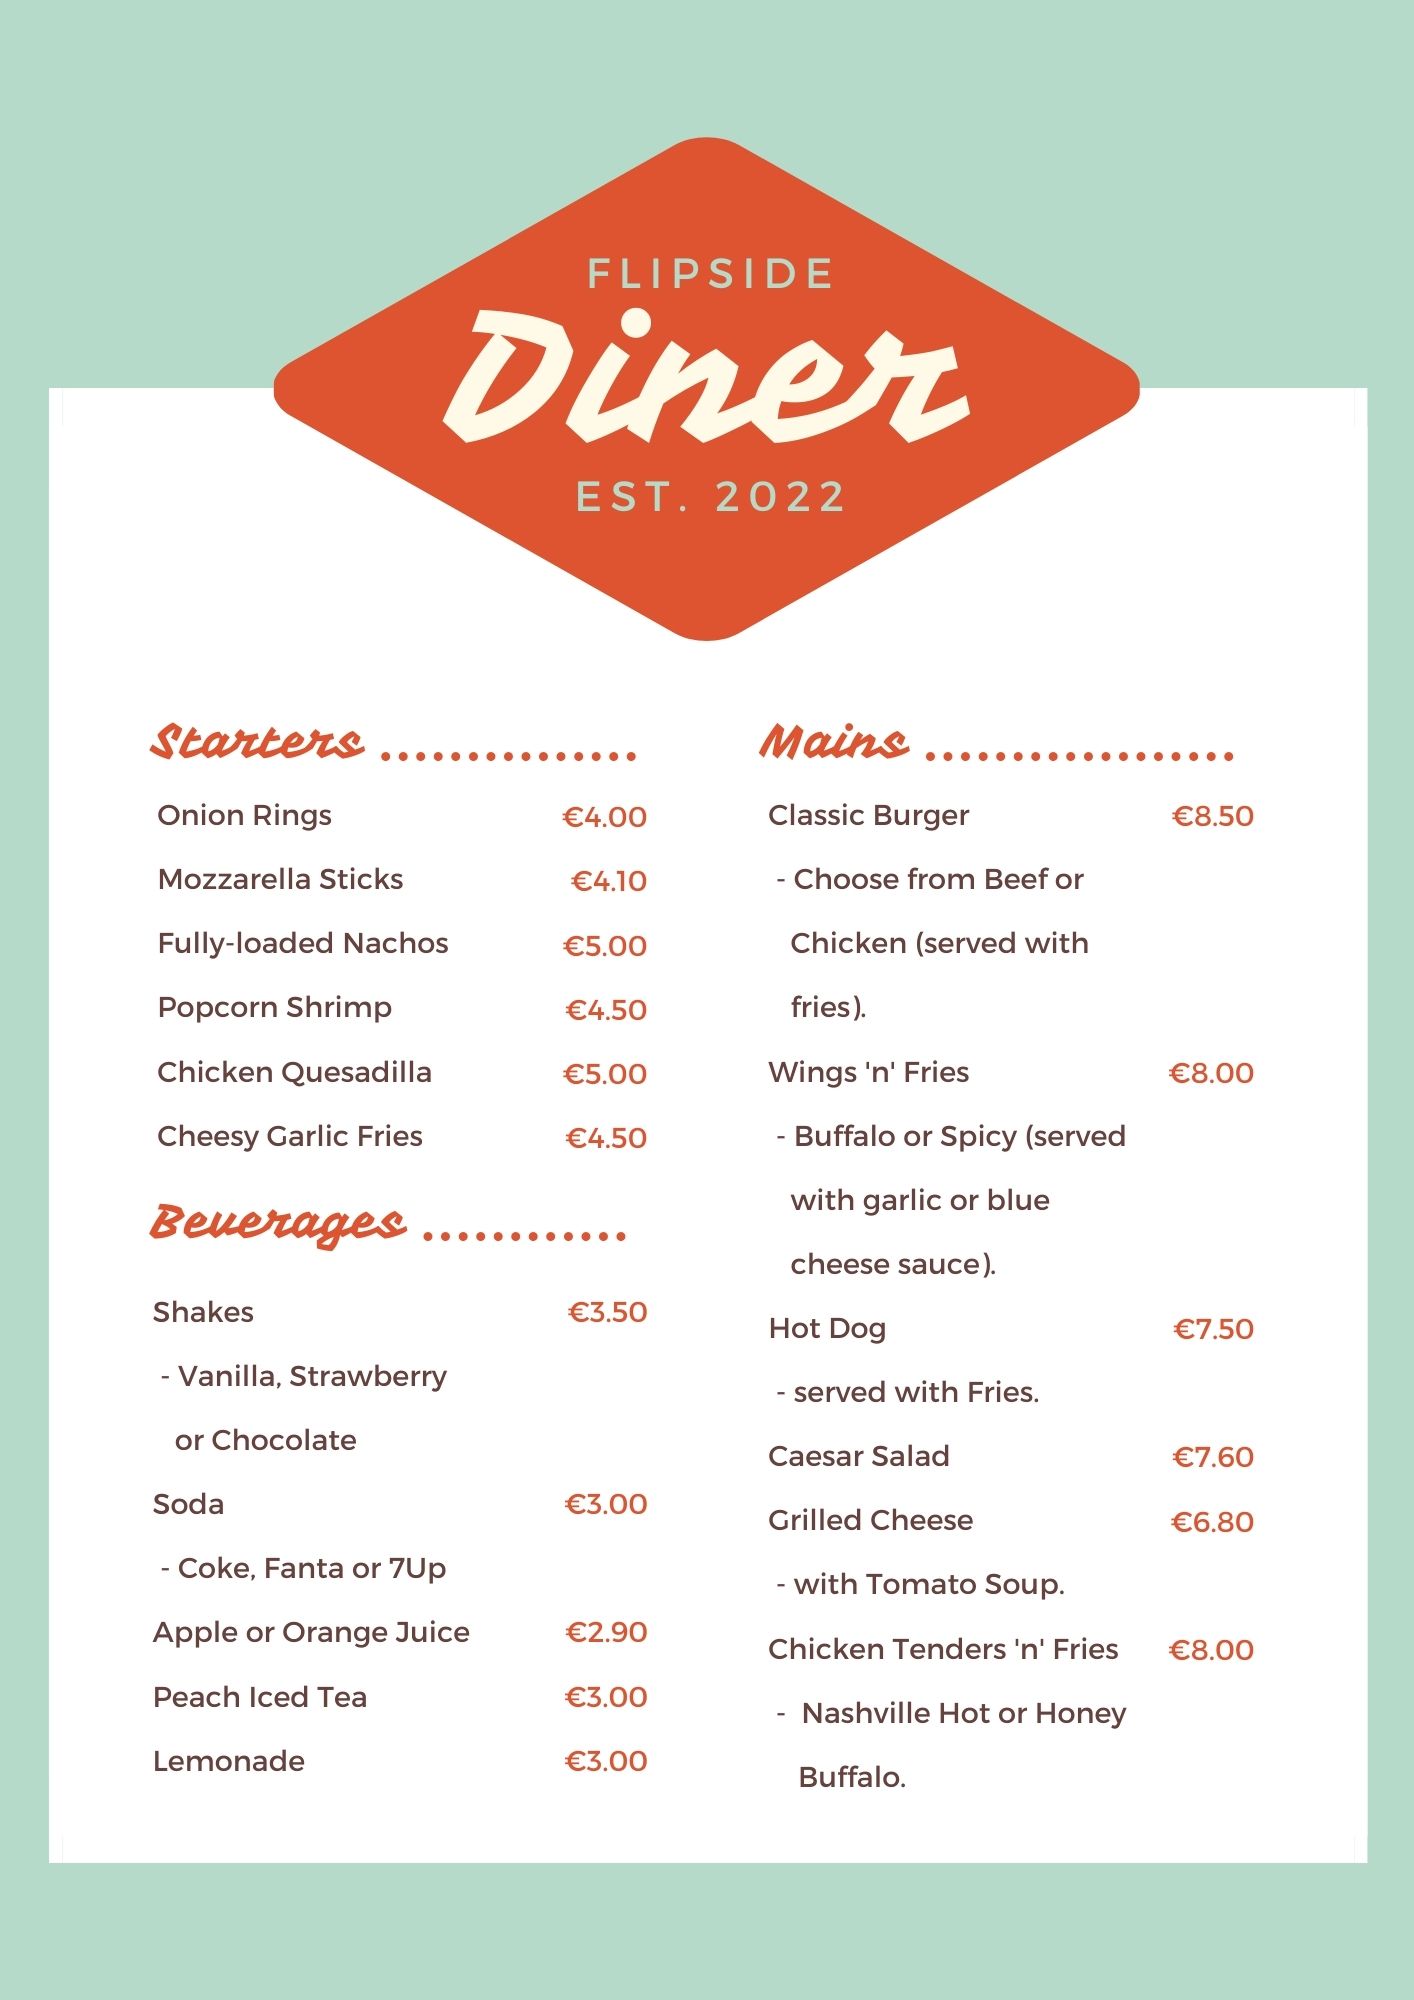 FLIPSIDE
Diner
EST. 2022
Starters ...............
Onion Rings €4.00
Mozzarella Sticks €4.10
Fully-loaded Nachos €5.00
Popcorn Shrimp €4.50
Chicken Quesadilla €5.00
Cheesy Garlic Fries €4.50
Beverages ............
Shakes €3.50
- Vanilla, Strawberry
or Chocolate
Soda €3.00
- Coke, Fanta or 7Up
Apple or Orange Juice €2.90
Peach Iced Tea €3.00
Lemonade €3.00
Mains ..................
Classic Burger €8.50
- Choose from Beef or
Chicken (served with
fries).
Wings 'n' Fries €8.00
- Buffalo or Spicy (served
with garlic or blue
cheese sauce).
Hot Dog €7.50
- served with Fries.
Caesar Salad €7.60
Grilled Cheese €6.80
- with Tomato Soup.
Chicken Tenders 'n' Fries €8.00
- Nashville Hot or Honey
Buffalo.